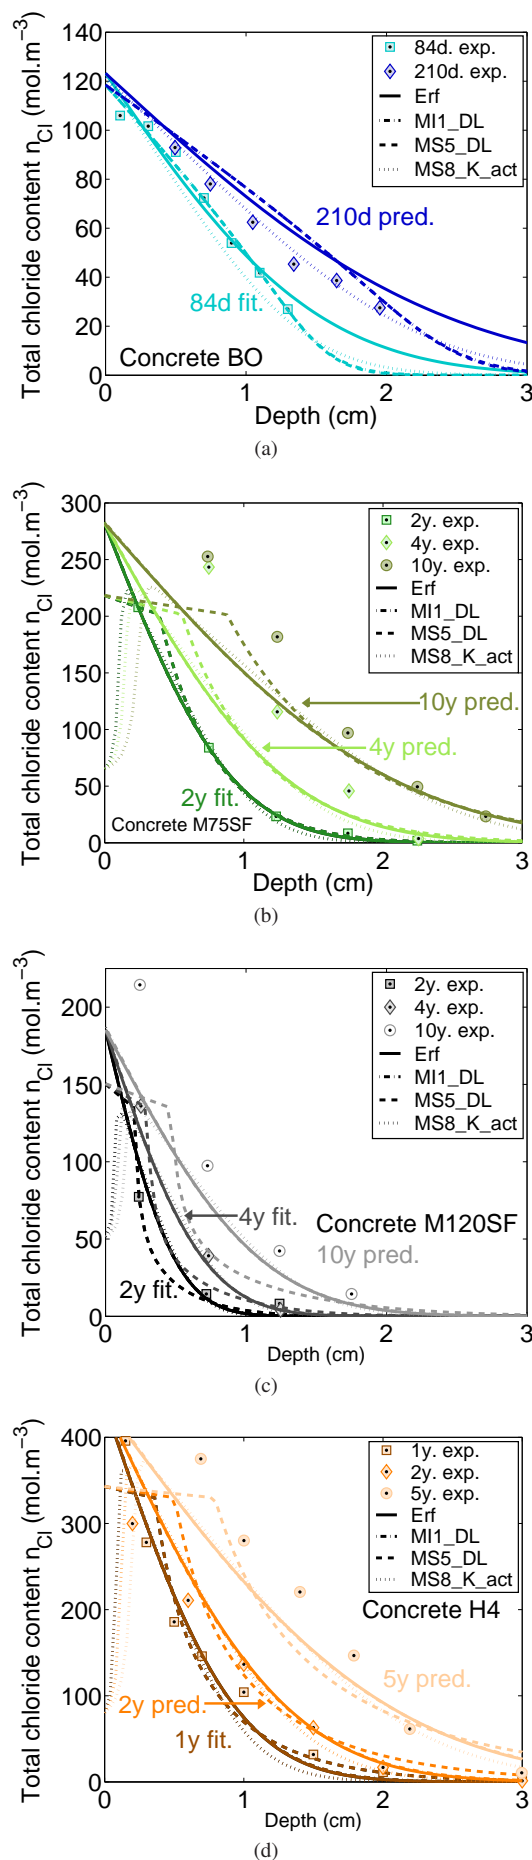 140
120
100
80
60
40
20
0
Total chloride content n_Cl (mol.m⁻³)
84d. exp.
210d. exp.
Erf
MI1_DL
MS5_DL
MS8_K_act
210d pred.
84d fit.
Concrete BO
0 1 2 3
Depth (cm)
(a)
300
250
200
150
100
50
0
Total chloride content n_Cl (mol.m⁻³)
2y. exp.
4y. exp.
10y. exp.
Erf
MI1_DL
MS5_DL
MS8_K_act
10y pred.
4y pred.
2y fit.
Concrete M75SF
0 1 2 3
Depth (cm)
(b)
200
150
100
50
0
Total chloride content n_Cl (mol.m⁻³)
2y. exp.
4y. exp.
10y. exp.
Erf
MI1_DL
MS5_DL
MS8_K_act
4y fit.
Concrete M120SF
10y pred.
2y fit.
0 1 2 3
Depth (cm)
(c)
400
300
200
100
0
Total chloride content n_Cl (mol.m⁻³)
1y. exp.
2y. exp.
5y. exp.
Erf
MI1_DL
MS5_DL
MS8_K_act
Concrete H4
5y pred.
2y pred.
1y fit.
0 1 2 3
Depth (cm)
(d)